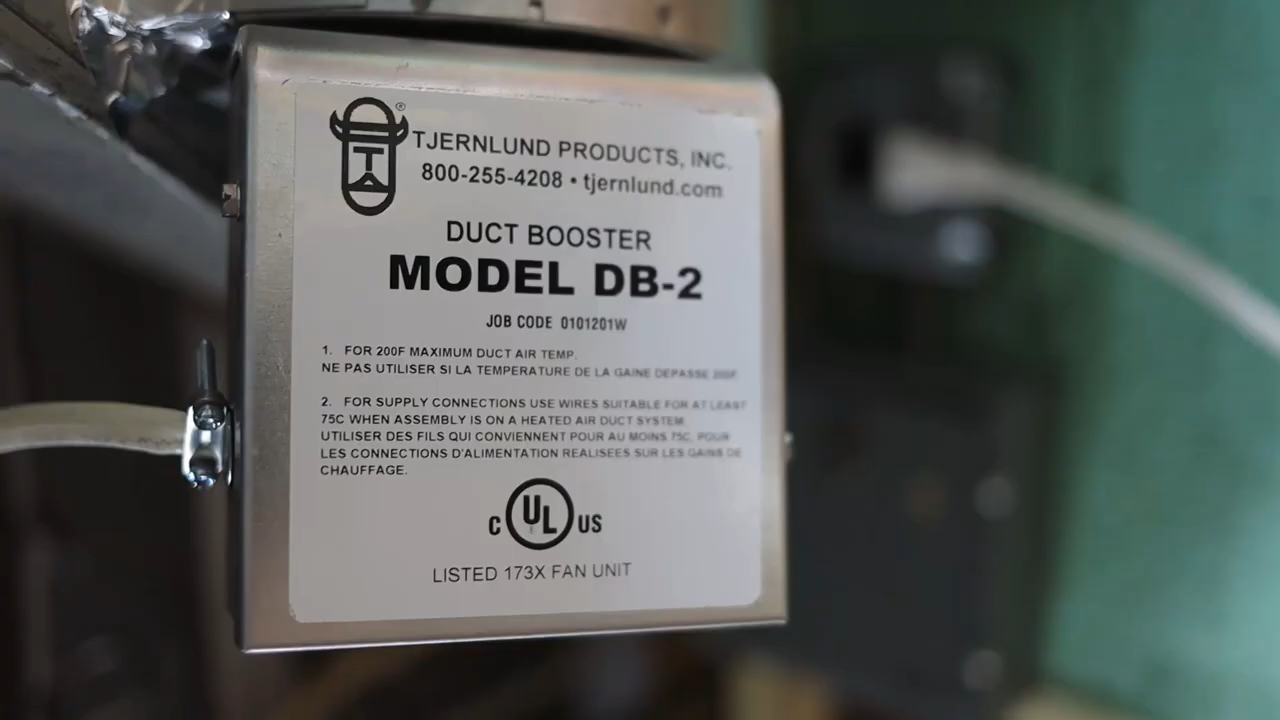 TJERNLUND PRODUCTS, INC.
800-255-4208 • tjernlund.com
DUCT BOOSTER
MODEL DB-2
JOB CODE 0101201W
1. FOR 200F MAXIMUM DUCT AIR TEMP.
NE PAS UTILISER SI LA TEMPERATURE DE LA GAINE DEPASSE 200F.
2. FOR SUPPLY CONNECTIONS USE WIRES SUITABLE FOR AT LEAST
75C WHEN ASSEMBLY IS ON A HEATED AIR DUCT SYSTEM.
UTILISER DES FILS QUI CONVIENNENT POUR AU MOINS 75C, POUR
LES CONNECTIONS D'ALIMENTATION REALISEES SUR LES GAINS DE
CHAUFFAGE.
C UL US
LISTED 173X FAN UNIT